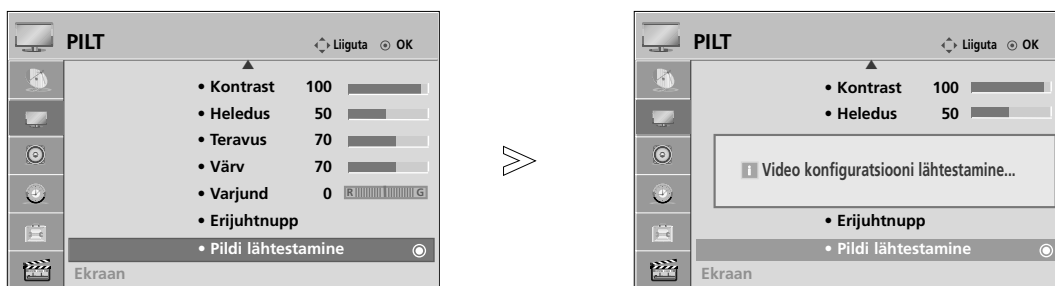 PILT
Liiguta OK
• Kontrast 100
• Heledus 50
• Teravus 70
• Värv 70
• Varjund 0 R G
• Erijuhtnupp
• Pildi lähtestamine
Ekraan
PILT
Liiguta OK
• Kontrast 100
• Heledus 50
i Video konfiguratsiooni lähtestamine...
• Erijuhtnupp
• Pildi lähtestamine
Ekraan